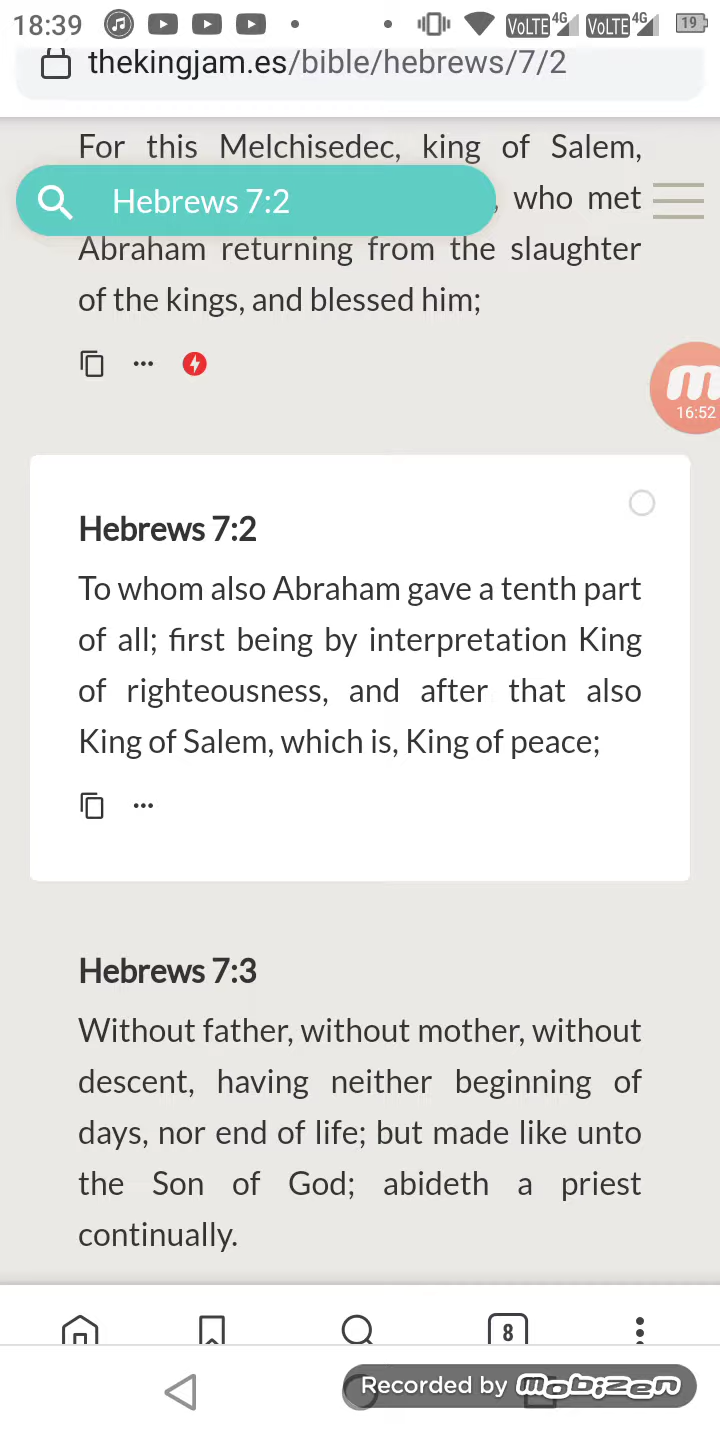 18:39 VoLTE 4G VoLTE 4G 19
thekingjam.es/bible/hebrews/7/2
For this Melchisedec, king of Salem,
Hebrews 7:2 , who met
Abraham returning from the slaughter
of the kings, and blessed him;
m
16:52
Hebrews 7:2
To whom also Abraham gave a tenth part
of all; first being by interpretation King
of righteousness, and after that also
King of Salem, which is, King of peace;
Hebrews 7:3
Without father, without mother, without
descent, having neither beginning of
days, nor end of life; but made like unto
the Son of God; abideth a priest
continually.
8
Recorded by mobizen